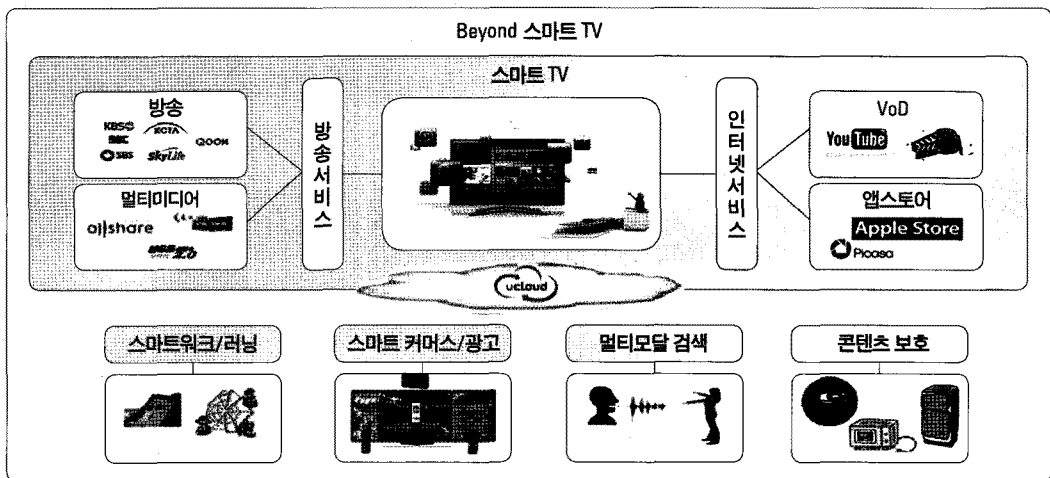 Beyond 스마트 TV
스마트 TV
방송
KBS
SBS
SkyLife
QOOK
멀티미디어
allshare
방송서비스
인터넷서비스
VoD
YouTube
앱스토어
Apple Store
Picasa
ucloud
스마트워크/러닝
스마트 커머스/광고
멀티모달 검색
콘텐츠 보호